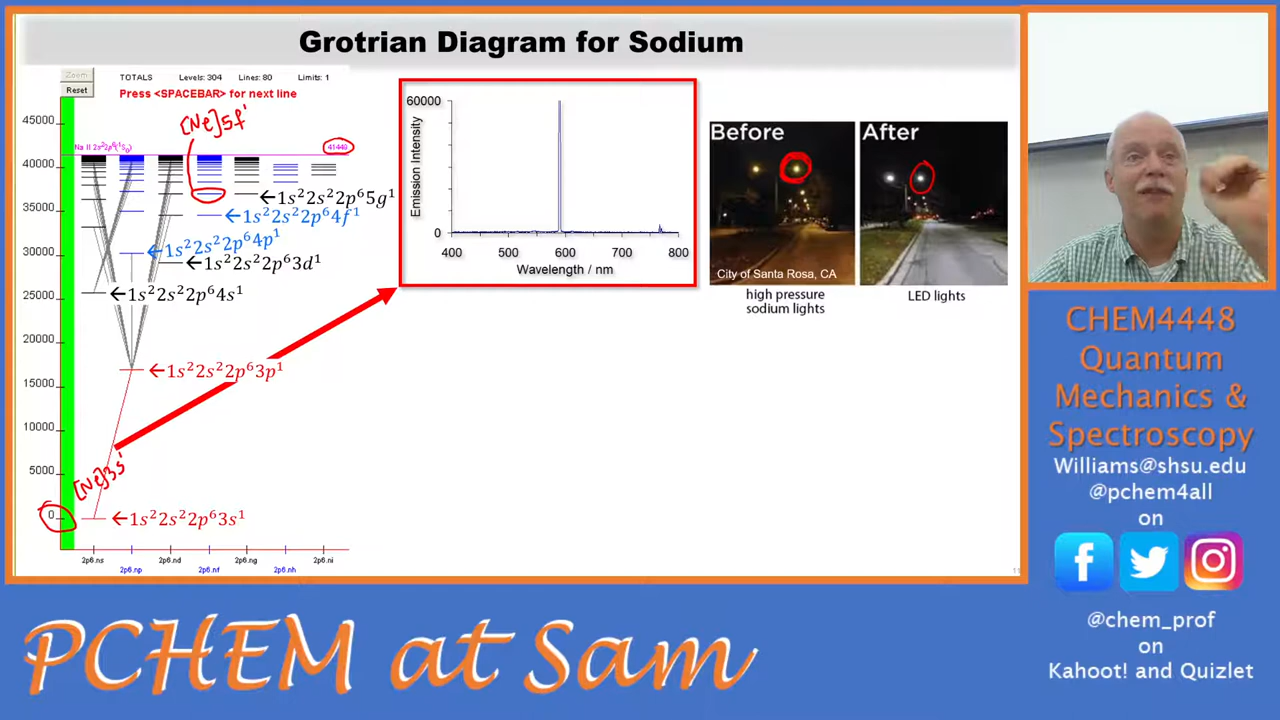 Grotrian Diagram for Sodium
Zoom
Reset
TOTALS Levels: 304 Lines: 80 Limits: 1
Press <SPACEBAR> for next line
[Ne]5f¹
45000
40000
35000
30000
25000
20000
15000
10000
5000
0
Na II 2s²2p⁶(¹S₀)
41449
←1s²2s²2p⁶5g¹
←1s²2s²2p⁶4f¹
←1s²2s²2p⁶4p¹
←1s²2s²2p⁶3d¹
←1s²2s²2p⁶4s¹
←1s²2s²2p⁶3p¹
[Ne]3s¹
←1s²2s²2p⁶3s¹
2p6.ns 2p6.np 2p6.nd 2p6.nf 2p6.ng 2p6.nh 2p6.ni
60000
Emission Intensity
0
400 500 600 700 800
Wavelength / nm
Before
After
City of Santa Rosa, CA
high pressure
sodium lights
LED lights
11
CHEM4448
Quantum
Mechanics &
Spectroscopy
Williams@shsu.edu
@pchem4all
on
@chem_prof
on
Kahoot! and Quizlet
PCHEM at Sam